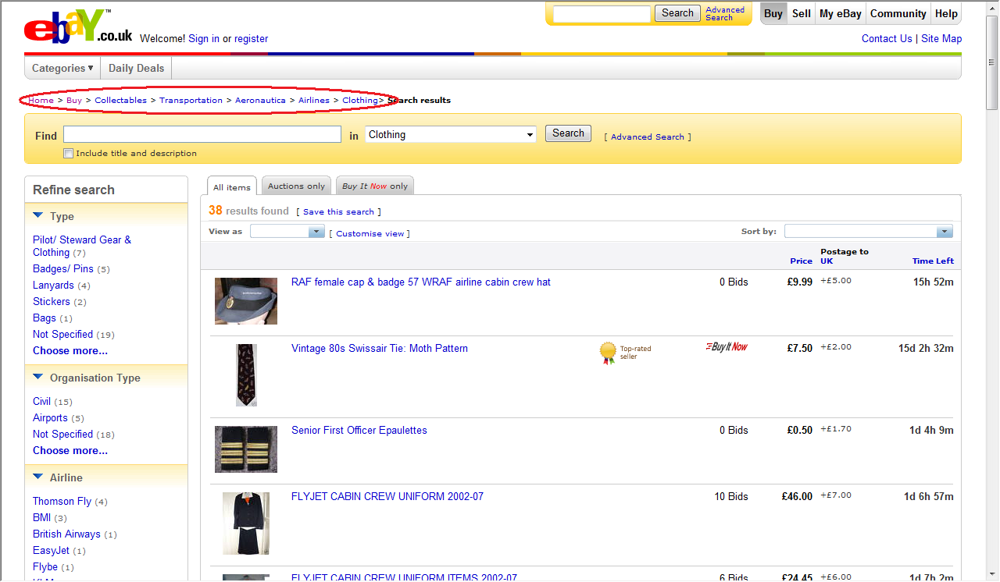 ebay™.co.uk Welcome! Sign in or register
Search Advanced Search
Buy Sell My eBay Community Help
Contact Us | Site Map
Categories ▾ Daily Deals
Home > Buy > Collectables > Transportation > Aeronautica > Airlines > Clothing> Search results
Find in Clothing Search [ Advanced Search ]
Include title and description
Refine search
Type
Pilot/ Steward Gear &
Clothing (7)
Badges/ Pins (5)
Lanyards (4)
Stickers (2)
Bags (1)
Not Specified (19)
Choose more...
Organisation Type
Civil (15)
Airports (5)
Not Specified (18)
Choose more...
Airline
Thomson Fly (4)
BMI (3)
British Airways (1)
EasyJet (1)
Flybe (1)
All items Auctions only Buy It Now only
38 results found [ Save this search ]
View as [ Customise view ] Sort by:
Price Postage to UK Time Left
RAF female cap & badge 57 WRAF airline cabin crew hat 0 Bids £9.99 +£5.00 15h 52m
Vintage 80s Swissair Tie: Moth Pattern Top-rated seller Buy It Now £7.50 +£2.00 15d 2h 32m
Senior First Officer Epaulettes 0 Bids £0.50 +£1.70 1d 4h 9m
FLYJET CABIN CREW UNIFORM 2002-07 10 Bids £46.00 +£7.00 1d 6h 57m
FLYJET CABIN CREW UNIFORM ITEMS 2002-07 6 Bids £24.45 +£6.00 1d 7h 2m